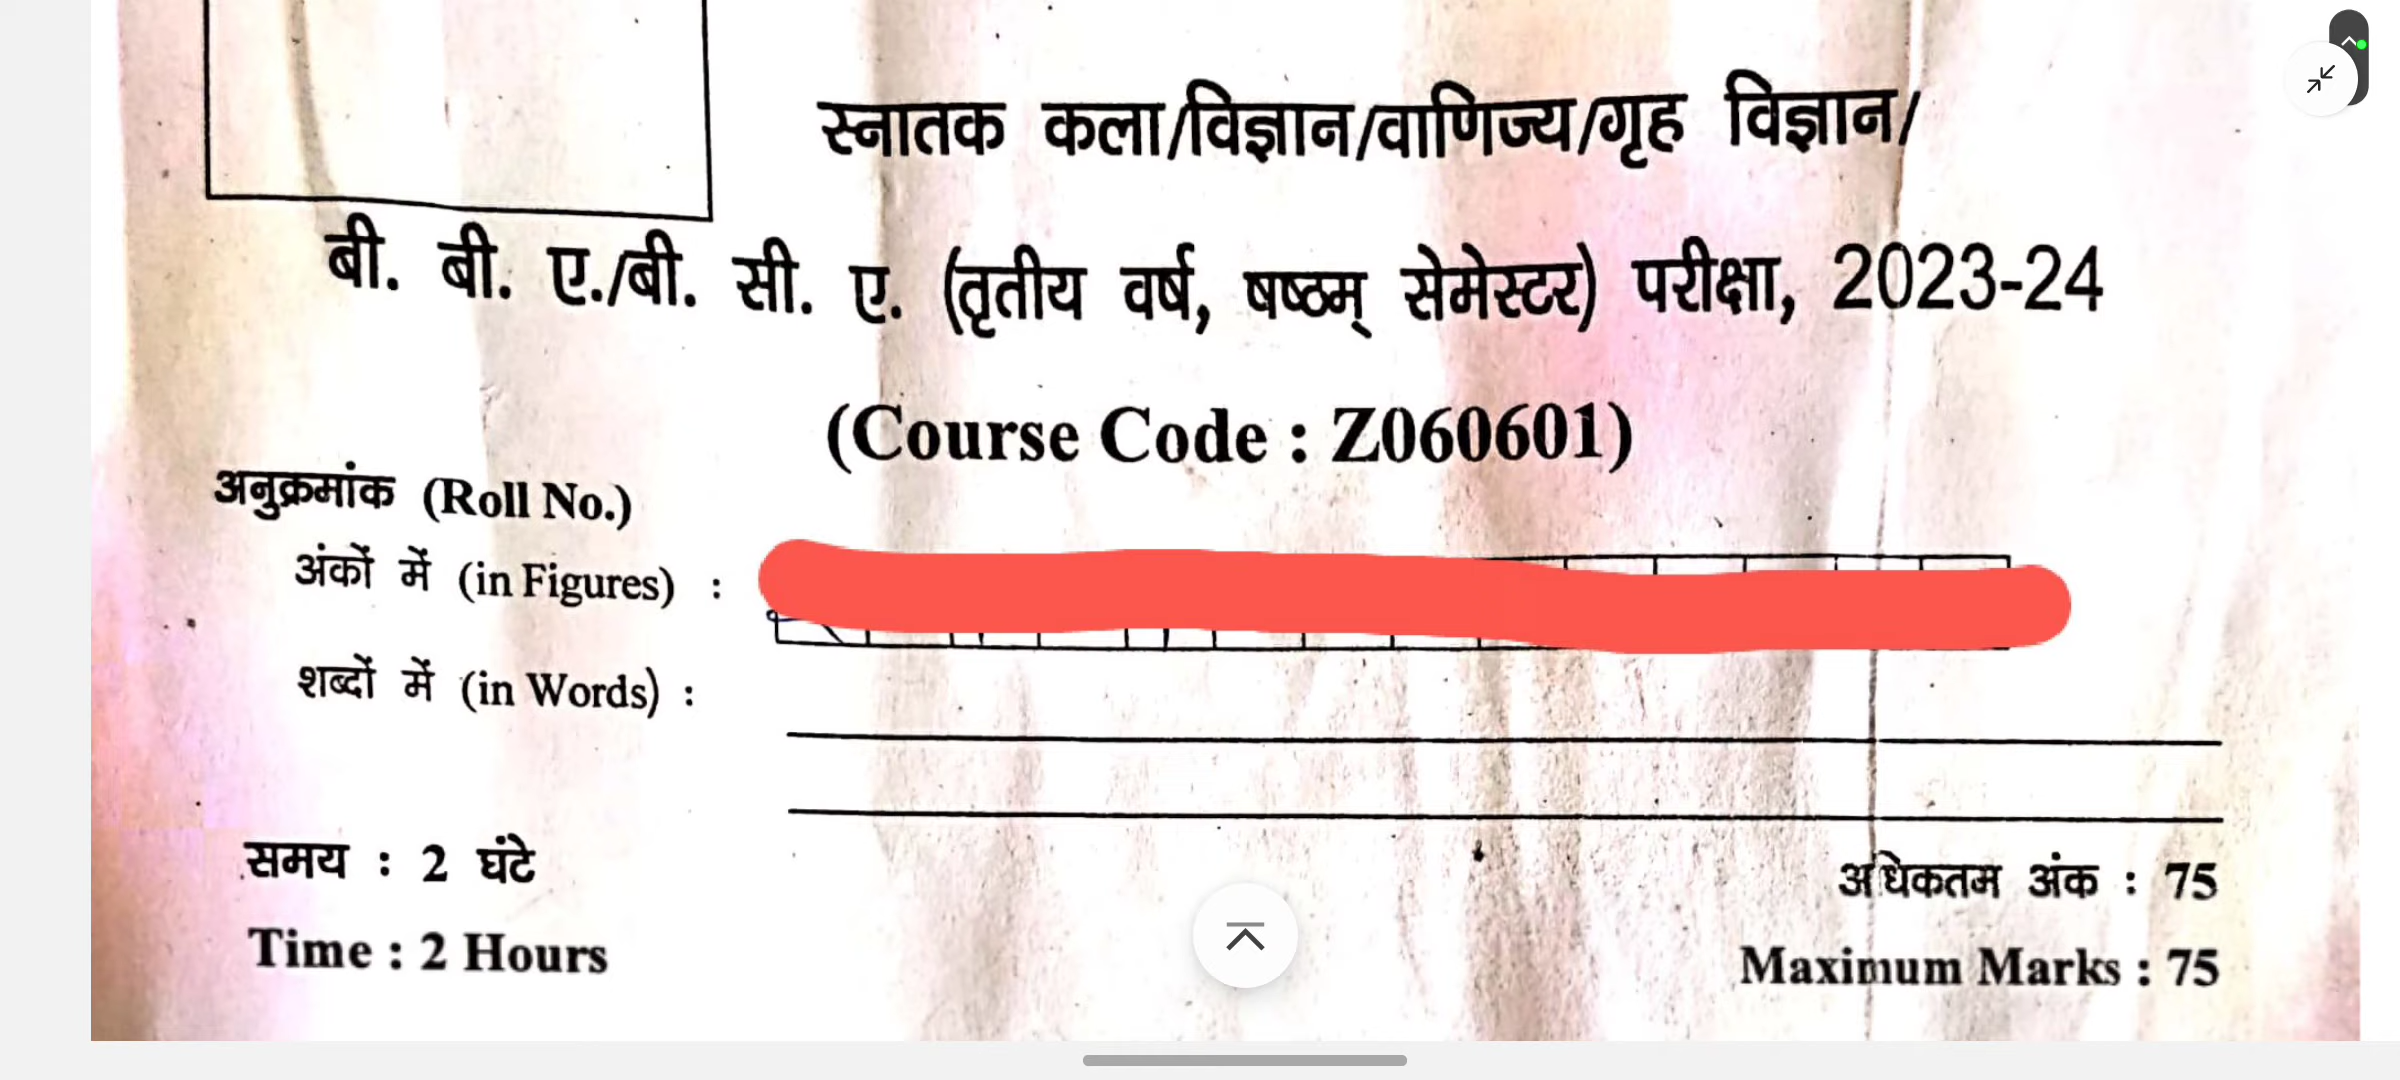 स्नातक कला/विज्ञान/वाणिज्य/गृह विज्ञान/
बी. बी. ए./बी. सी. ए. (तृतीय वर्ष, षष्ठम् सेमेस्टर) परीक्षा, 2023-24
(Course Code : Z060601)
अनुक्रमांक (Roll No.)
अंकों में (in Figures) :
शब्दों में (in Words) :
समय : 2 घंटे
अधिकतम अंक : 75
Time : 2 Hours
Maximum Marks : 75